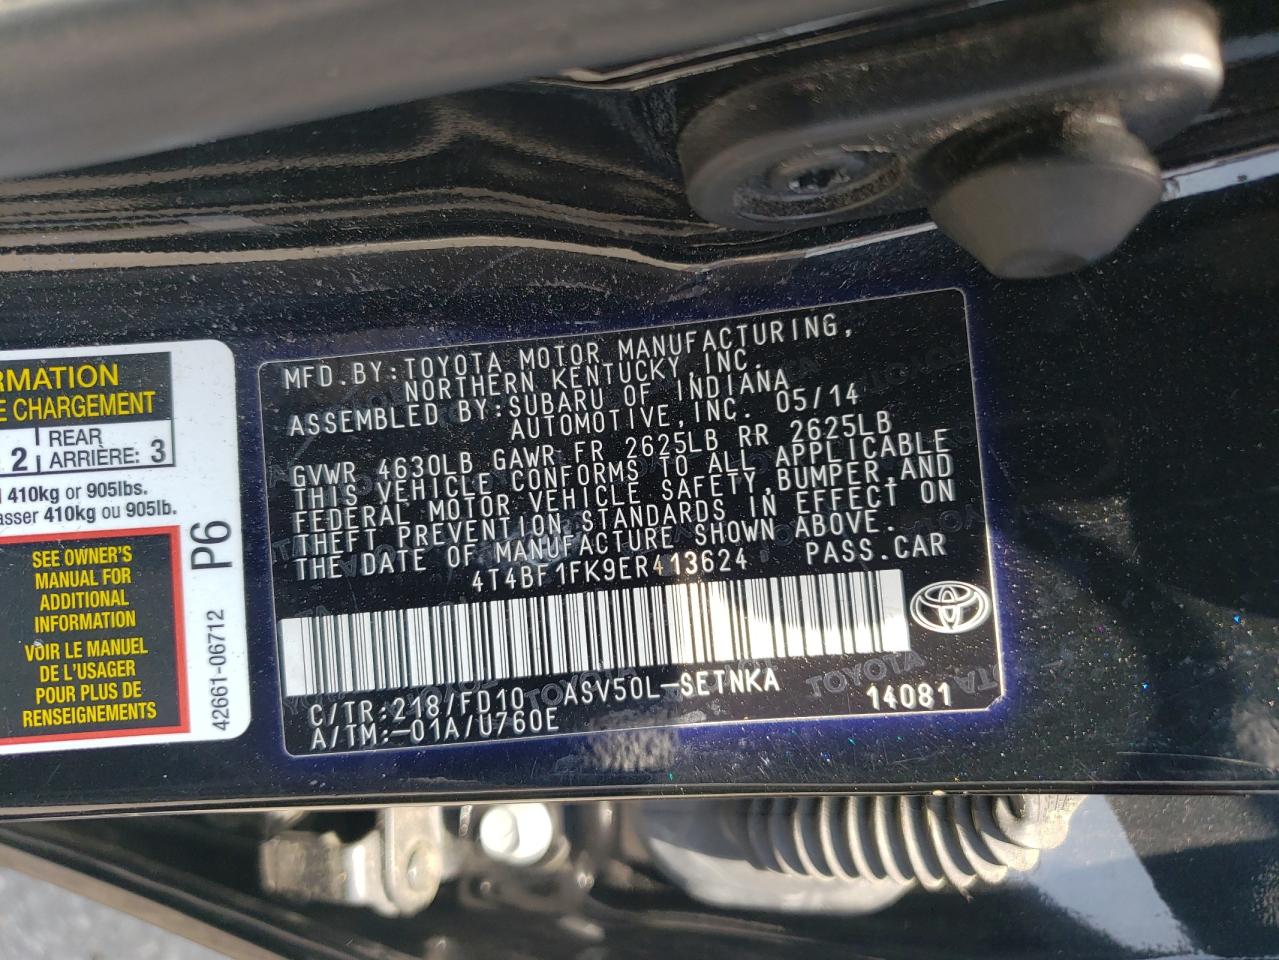 RMATION
E CHARGEMENT
2 | REAR
ARRIÈRE: 3
410kg or 905lbs.
asser 410kg ou 905lb.
SEE OWNER'S
MANUAL FOR
ADDITIONAL
INFORMATION
VOIR LE MANUEL
DE L'USAGER
POUR PLUS DE
RENSEIGNEMENTS
P6
42661-06712
MFD.BY:TOYOTA MOTOR MANUFACTURING,
NORTHERN KENTUCKY,INC.
ASSEMBLED BY:SUBARU OF INDIANA
AUTOMOTIVE,INC. 05/14
GVWR 4630LB GAWR FR 2625LB RR 2625LB
THIS VEHICLE CONFORMS TO ALL APPLICABLE
FEDERAL MOTOR VEHICLE SAFETY,BUMPER,AND
THEFT PREVENTION STANDARDS IN EFFECT ON
THE DATE OF MANUFACTURE SHOWN ABOVE.
4T4BF1FK9ER413624 PASS.CAR
C/TR:218/FD10 ASV50L-SETNKA
A/TM:-01A/U760E 14081
TOYOTA